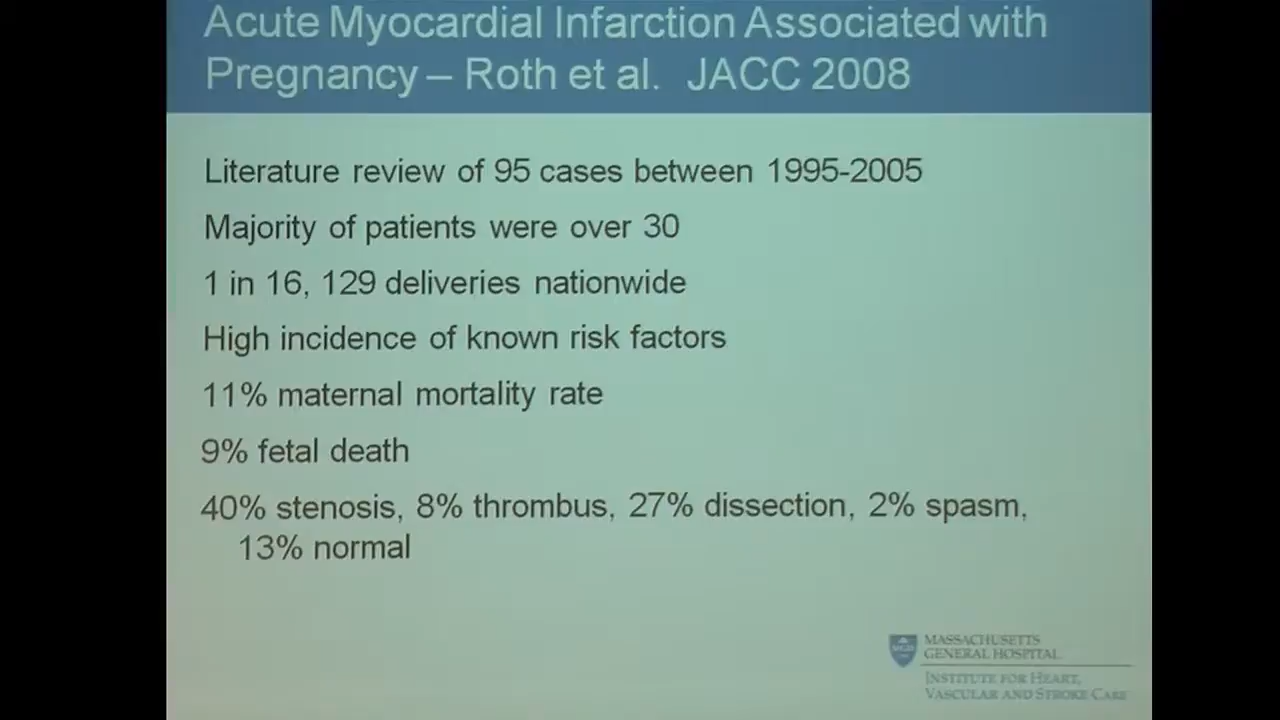 Acute Myocardial Infarction Associated with
Pregnancy – Roth et al. JACC 2008
Literature review of 95 cases between 1995-2005
Majority of patients were over 30
1 in 16, 129 deliveries nationwide
High incidence of known risk factors
11% maternal mortality rate
9% fetal death
40% stenosis, 8% thrombus, 27% dissection, 2% spasm,
13% normal
MASSACHUSETTS
GENERAL HOSPITAL
INSTITUTE FOR HEART,
VASCULAR AND STROKE CARE